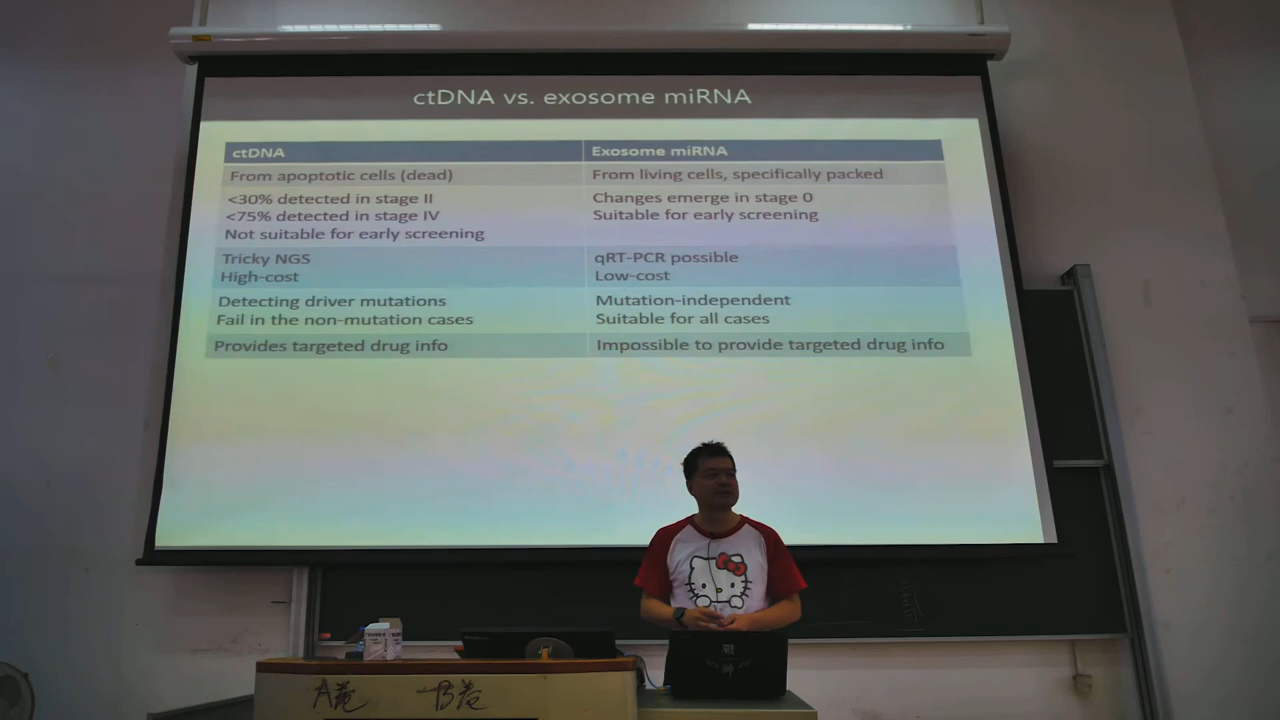 ctDNA vs. exosome miRNA
ctDNA
Exosome miRNA
From apoptotic cells (dead)
From living cells, specifically packed
<30% detected in stage II
<75% detected in stage IV
Not suitable for early screening
Changes emerge in stage 0
Suitable for early screening
Tricky NGS
High-cost
qRT-PCR possible
Low-cost
Detecting driver mutations
Fail in the non-mutation cases
Mutation-independent
Suitable for all cases
Provides targeted drug info
Impossible to provide targeted drug info
戰
神
A卷 B卷